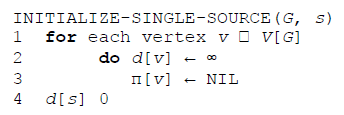 INITIALIZE-SINGLE-SOURCE(G, s)
1 for each vertex v □ V[G]
2 do d[v] ← ∞
3 π[v] ← NIL
4 d[s] 0